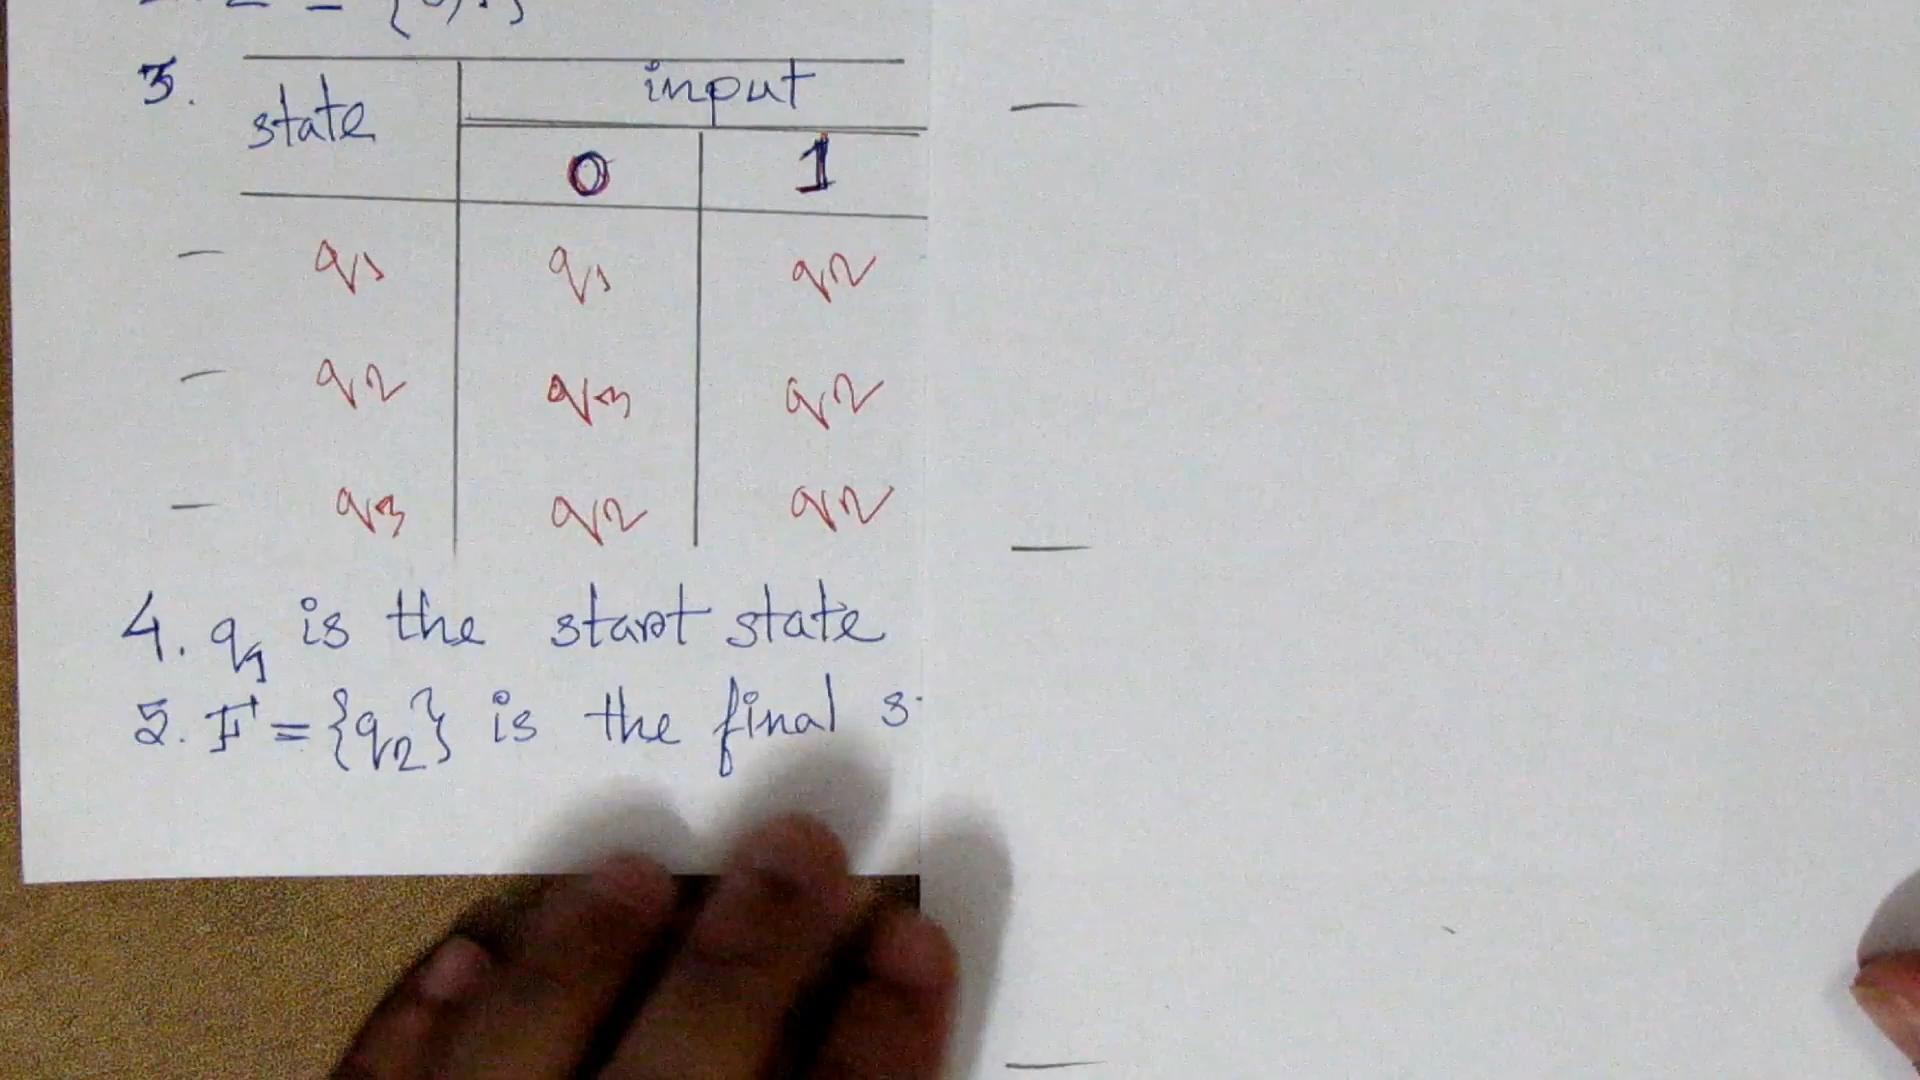 3. state input
0 1
q1 q1 q2
q2 q3 q2
q3 q2 q2
4. q1 is the start state
5. F = {q2} is the final